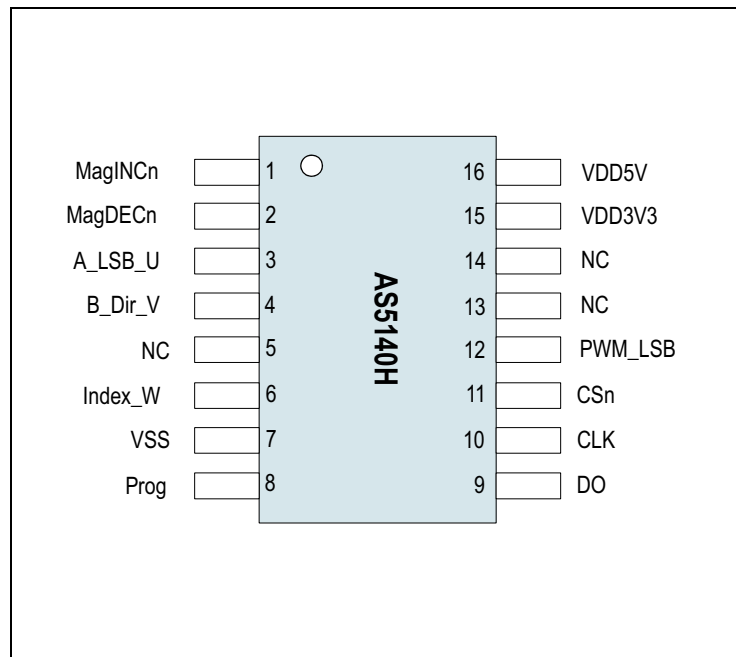 MagINCn 1 16 VDD5V
MagDECn 2 15 VDD3V3
A_LSB_U 3 14 NC
B_Dir_V 4 13 NC
NC 5 12 PWM_LSB
Index_W 6 11 CSn
VSS 7 10 CLK
Prog 8 9 DO
AS5140H